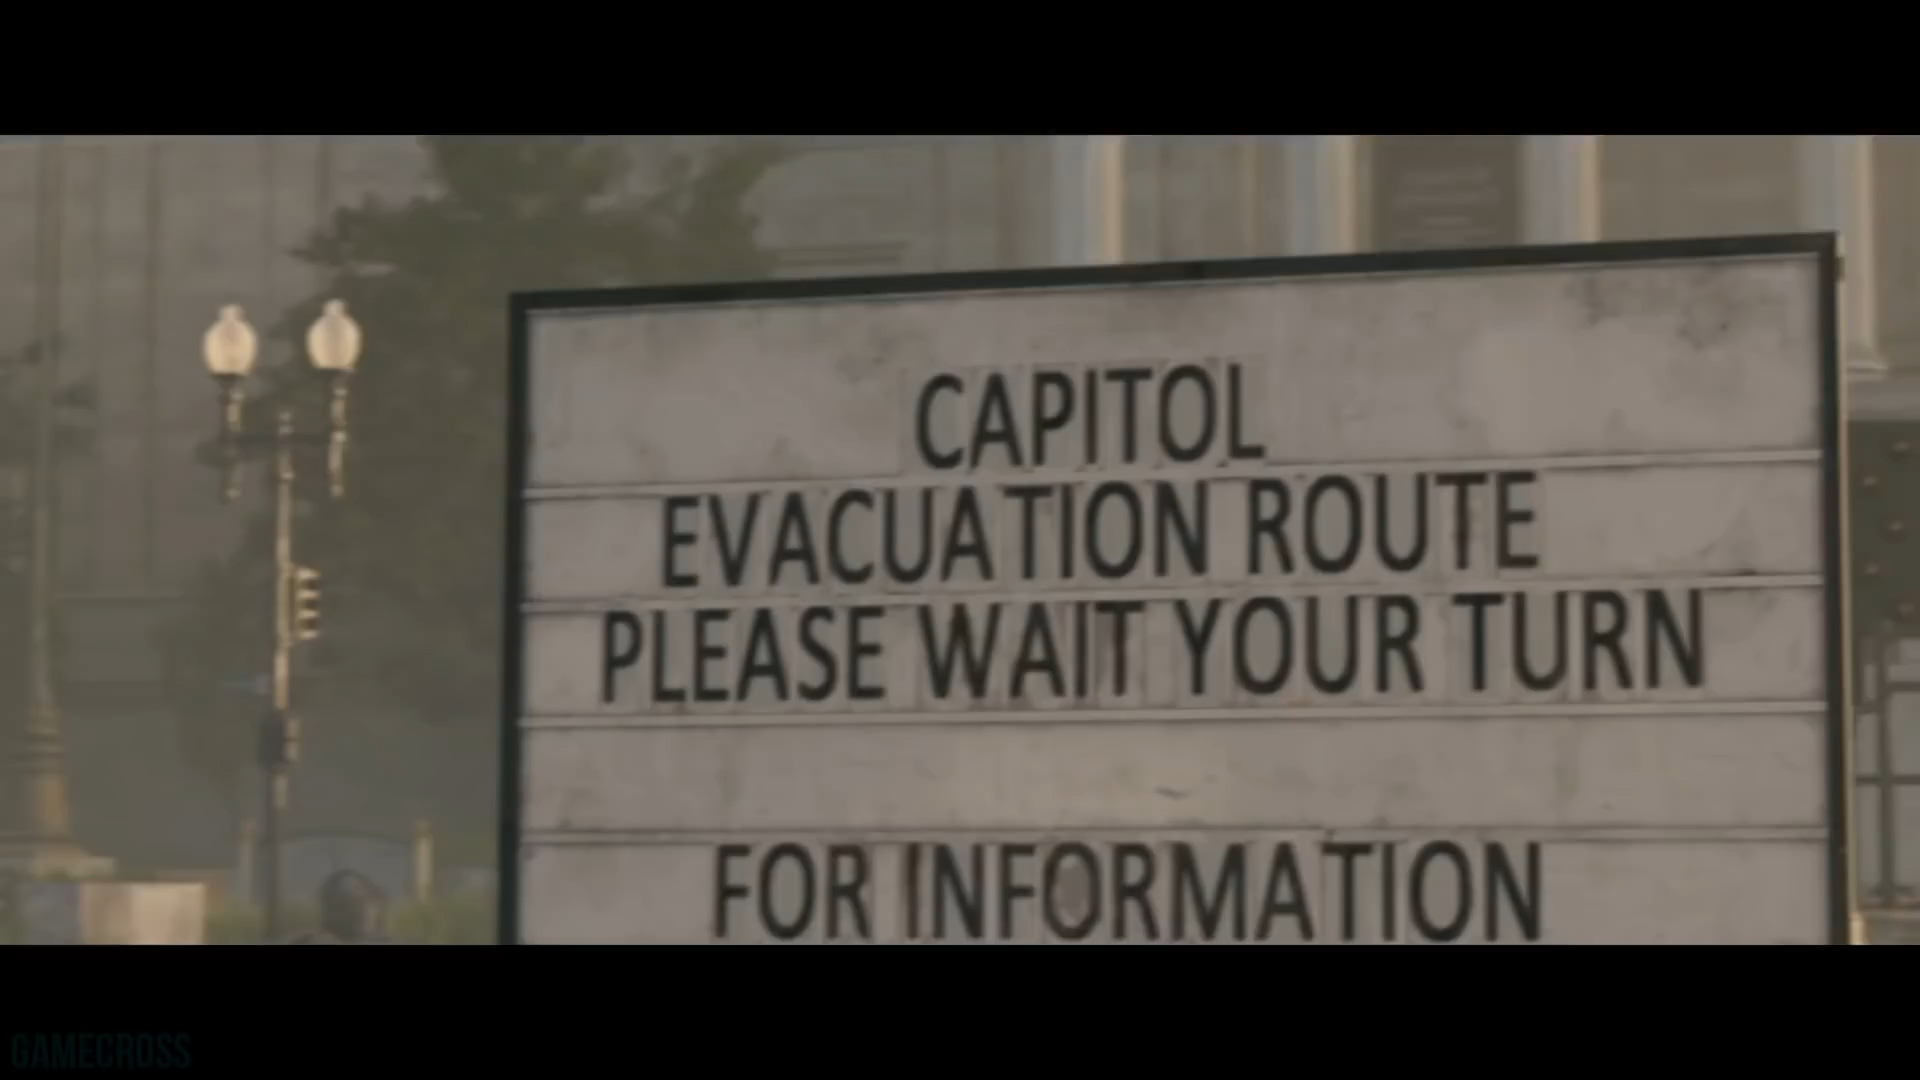 CAPITOL
EVACUATION ROUTE
PLEASE WAIT YOUR TURN
FOR INFORMATION
GAMECROSS